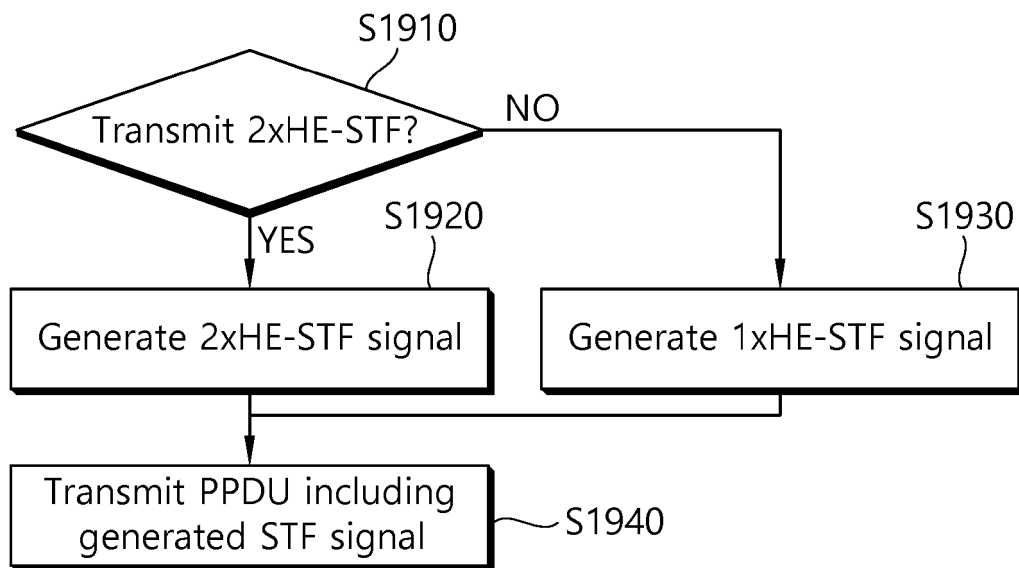 S1910
Transmit 2xHE-STF?
NO
YES
S1920
S1930
Generate 2xHE-STF signal
Generate 1xHE-STF signal
Transmit PPDU including
generated STF signal
S1940